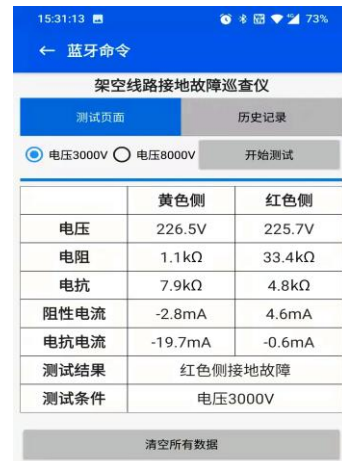 15:31:13 73%
← 蓝牙命令
架空线路接地故障巡查仪
测试页面 历史记录
电压3000V 电压8000V 开始测试
黄色侧 红色侧
电压 226.5V 225.7V
电阻 1.1kΩ 33.4kΩ
电抗 7.9kΩ 4.8kΩ
阻性电流 -2.8mA 4.6mA
电抗电流 -19.7mA -0.6mA
测试结果 红色侧接地故障
测试条件 电压3000V
清空所有数据